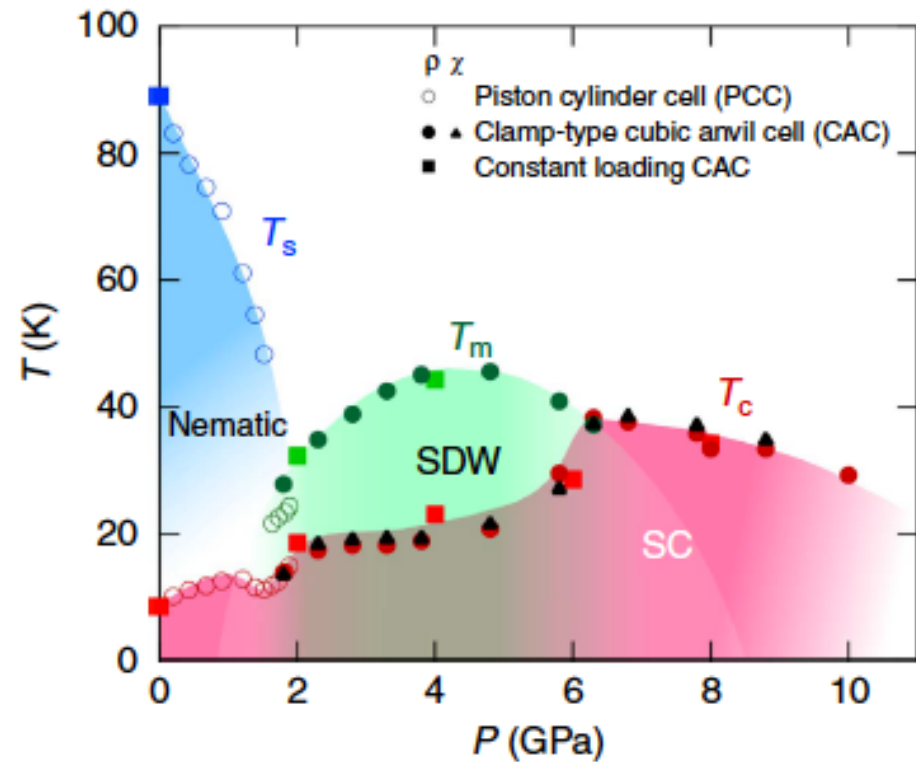 100
80
60
40
20
0
T (K)
ρ χ
Piston cylinder cell (PCC)
Clamp-type cubic anvil cell (CAC)
Constant loading CAC
Ts
Tm
Tc
Nematic
SDW
SC
0 2 4 6 8 10
P (GPa)